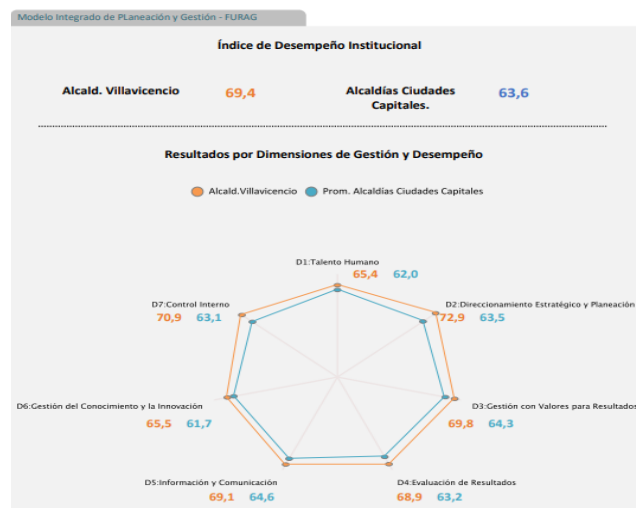 Modelo Integrado de PLaneación y Gestión - FURAG
Índice de Desempeño Institucional
Alcald. Villavicencio 69,4 Alcaldías Ciudades Capitales. 63,6
Resultados por Dimensiones de Gestión y Desempeño
Alcald.Villavicencio Prom. Alcaldías Ciudades Capitales
D1:Talento Humano
65,4 62,0
D7:Control Interno
70,9 63,1
D2:Direccionamiento Estratégico y Planeación
72,9 63,5
D6:Gestión del Conocimiento y la Innovación
65,5 61,7
D3:Gestión con Valores para Resultados
69,8 64,3
D5:Información y Comunicación
69,1 64,6
D4:Evaluación de Resultados
68,9 63,2